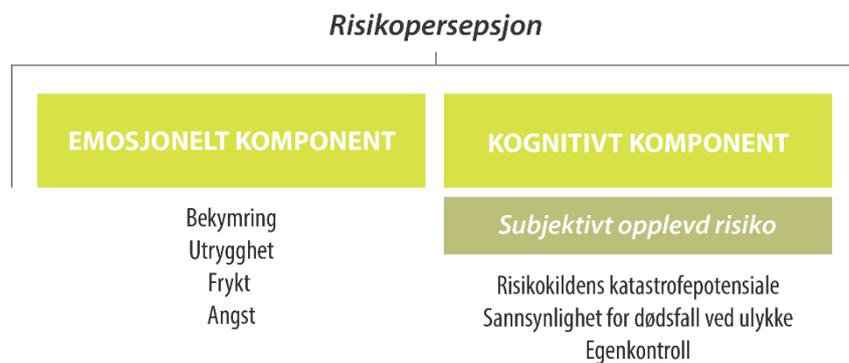 Risikopersepsjon
EMOSJONELT KOMPONENT
Bekymring
Utrygghet
Frykt
Angst
KOGNITIVT KOMPONENT
Subjektivt opplevd risiko
Risikokildens katastrofepotensiale
Sannsynlighet for dødsfall ved ulykke
Egenkontroll